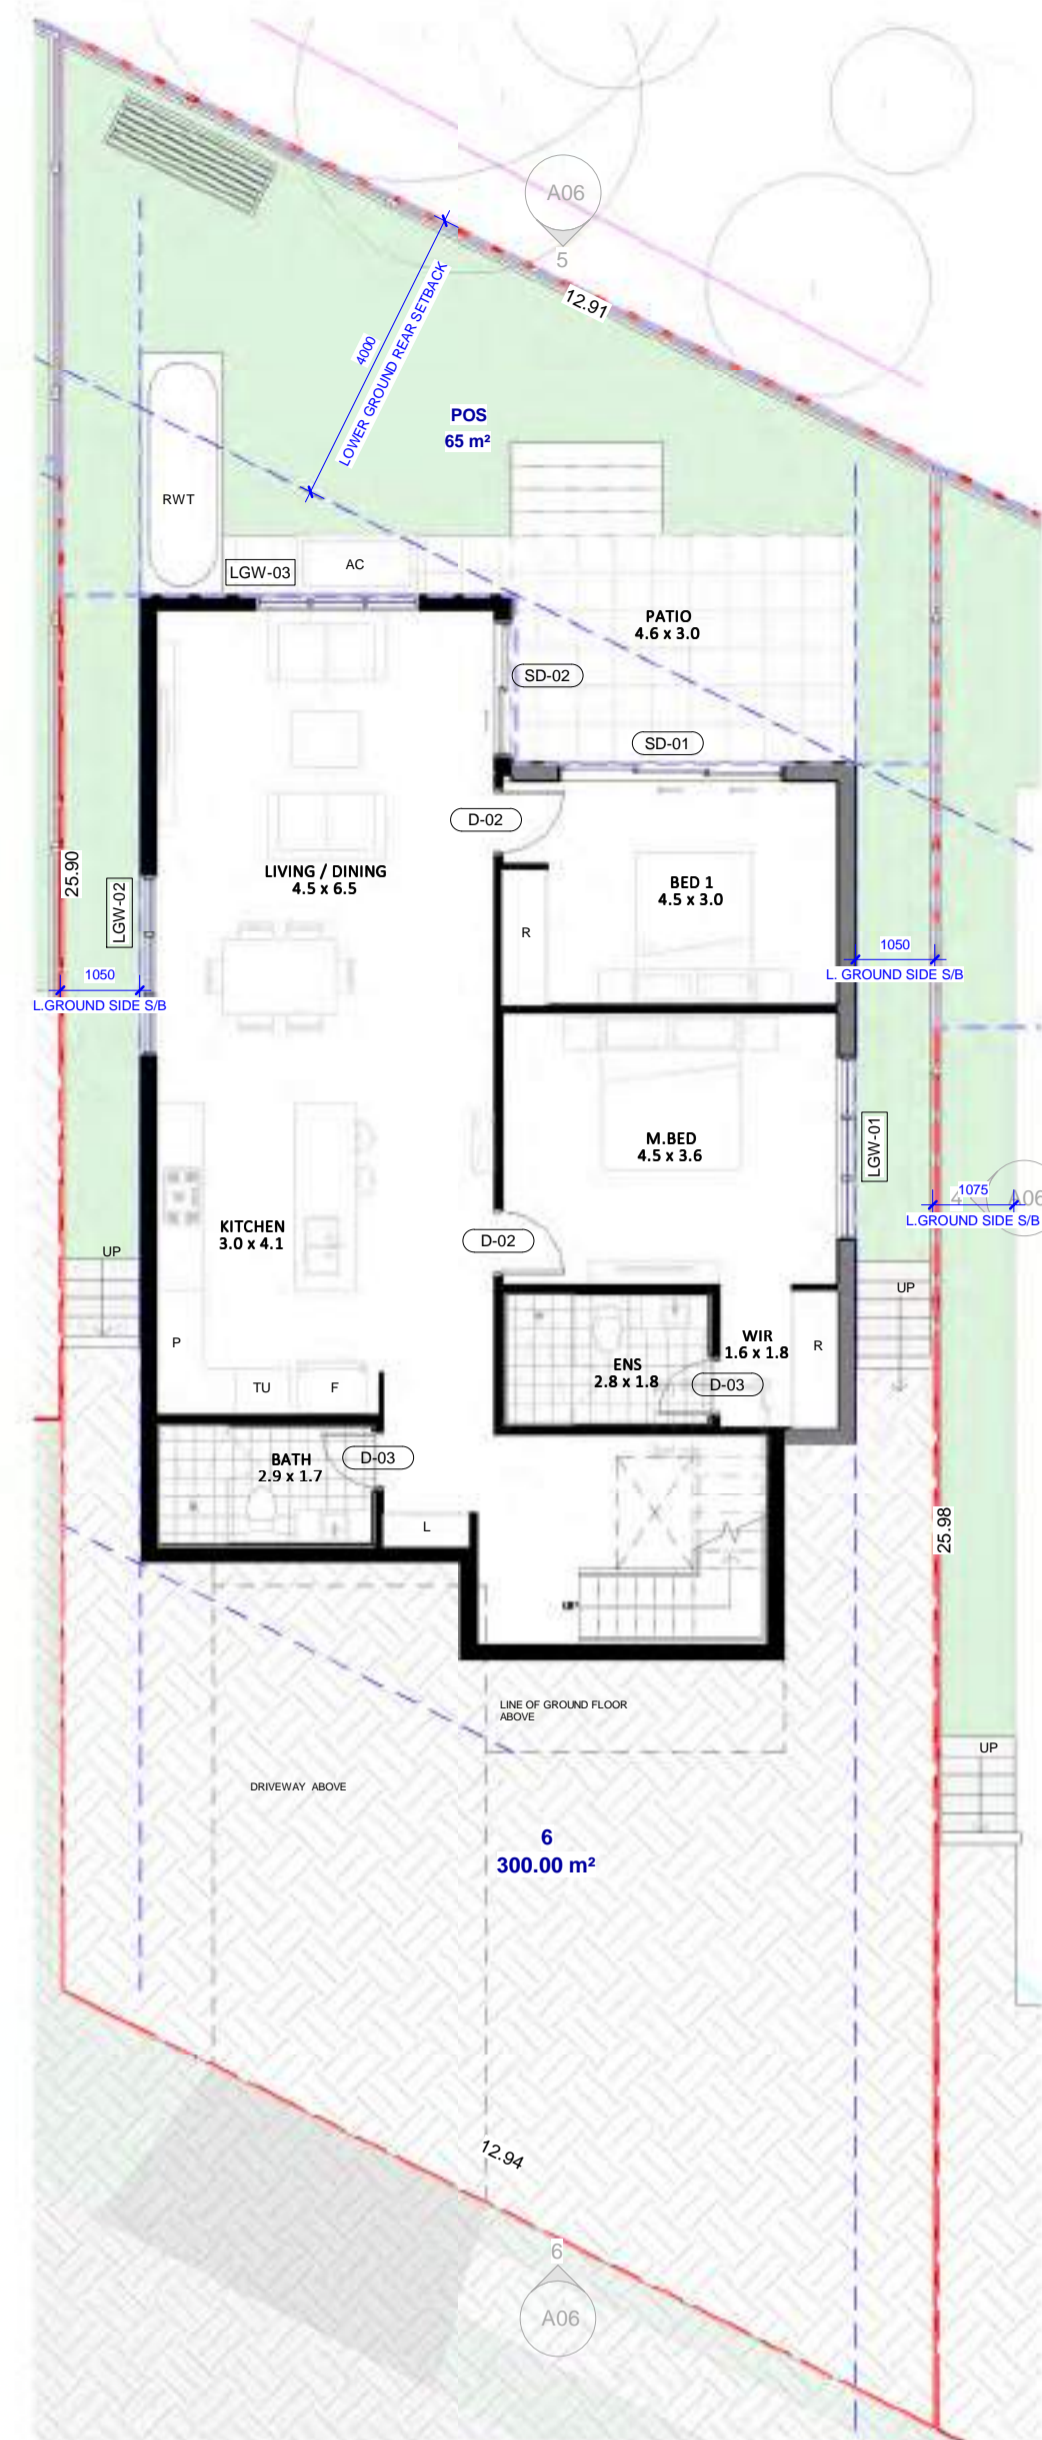 A06
5
12.91
4000
LOWER GROUND REAR SETBACK
POS
65 m²
RWT
LGW-03
AC
PATIO
4.6 x 3.0
SD-02
SD-01
D-02
LIVING / DINING
4.5 x 6.5
BED 1
4.5 x 3.0
25.90
LGW-02
R
1050
L.GROUND SIDE S/B
1050
L. GROUND SIDE S/B
M.BED
4.5 x 3.6
LGW-01
4
A06
1075
L.GROUND SIDE S/B
KITCHEN
3.0 x 4.1
D-02
UP
UP
P
WIR
1.6 x 1.8
R
ENS
2.8 x 1.8
D-03
TU
F
BATH
2.9 x 1.7
D-03
L
25.98
LINE OF GROUND FLOOR
ABOVE
UP
DRIVEWAY ABOVE
6
300.00 m²
12.94
6
A06